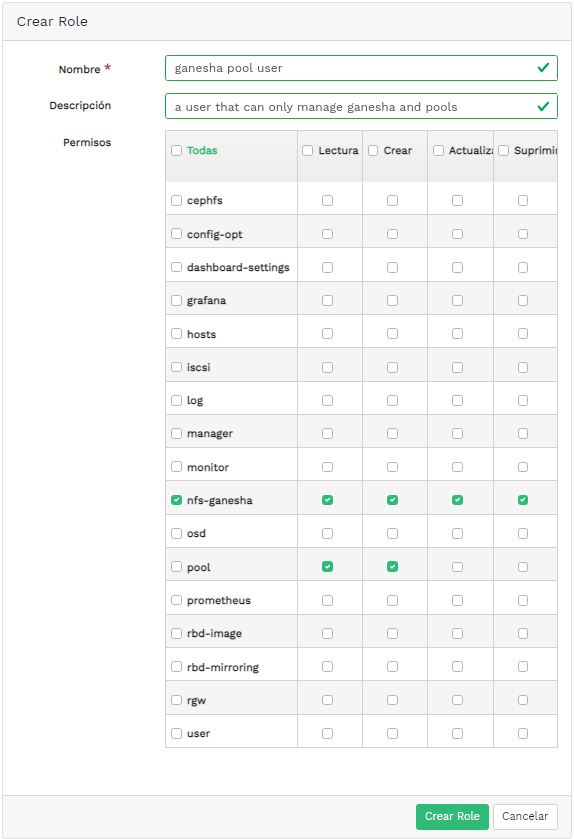 Crear Role
Nombre *
ganesha pool user
Descripción
a user that can only manage ganesha and pools
Permisos
Todas Lectura Crear Actualiza Suprimi
cephfs
config-opt
dashboard-settings
grafana
hosts
iscsi
log
manager
monitor
nfs-ganesha
osd
pool
prometheus
rbd-image
rbd-mirroring
rgw
user
Crear Role Cancelar